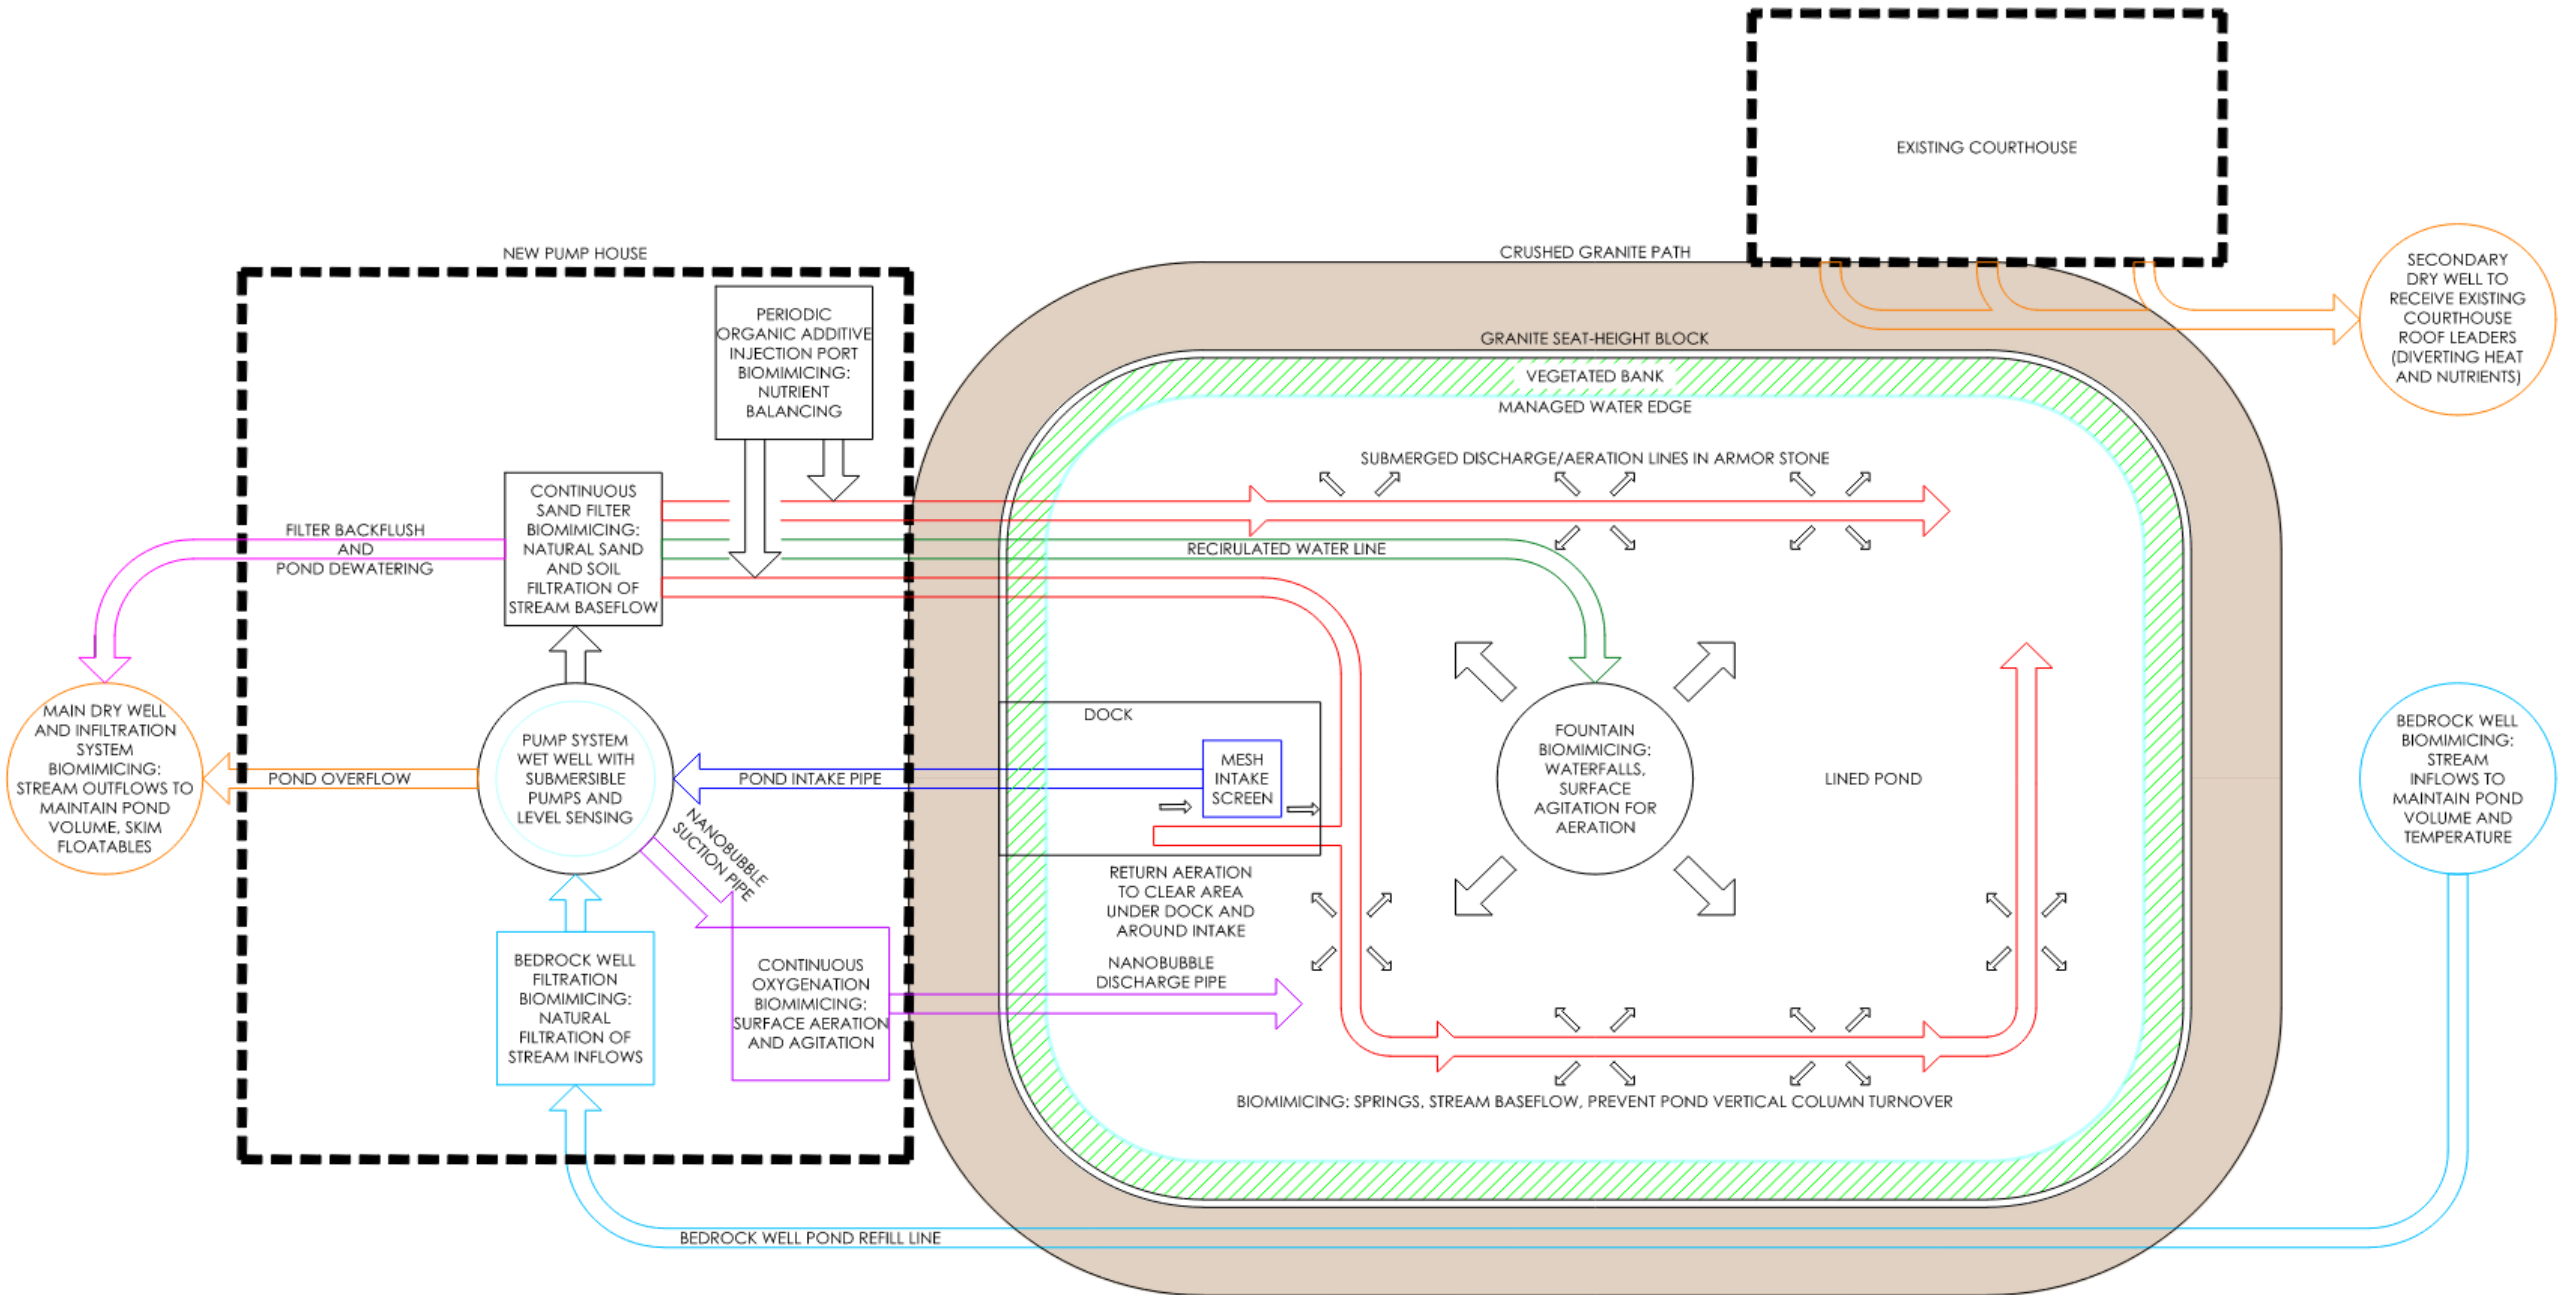 EXISTING COURTHOUSE
NEW PUMP HOUSE
CRUSHED GRANITE PATH
SECONDARY
DRY WELL TO
RECEIVE EXISTING
COURTHOUSE
ROOF LEADERS
(DIVERTING HEAT
AND NUTRIENTS)
PERIODIC
ORGANIC ADDITIVE
INJECTION PORT
BIOMIMICING:
NUTRIENT
BALANCING
GRANITE SEAT-HEIGHT BLOCK
VEGETATED BANK
MANAGED WATER EDGE
SUBMERGED DISCHARGE/AERATION LINES IN ARMOR STONE
CONTINUOUS
SAND FILTER
BIOMIMICING:
NATURAL SAND
AND SOIL
FILTRATION OF
STREAM BASEFLOW
FILTER BACKFLUSH
AND
POND DEWATERING
RECIRULATED WATER LINE
MAIN DRY WELL
AND INFILTRATION
SYSTEM
BIOMIMICING:
STREAM OUTFLOWS TO
MAINTAIN POND
VOLUME, SKIM
FLOATABLES
POND OVERFLOW
PUMP SYSTEM
WET WELL WITH
SUBMERSIBLE
PUMPS AND
LEVEL SENSING
POND INTAKE PIPE
DOCK
MESH
INTAKE
SCREEN
FOUNTAIN
BIOMIMICING:
WATERFALLS,
SURFACE
AGITATION FOR
AERATION
LINED POND
BEDROCK WELL
BIOMIMICING:
STREAM
INFLOWS TO
MAINTAIN POND
VOLUME AND
TEMPERATURE
NANOBUBBLE
SUCTION PIPE
RETURN AERATION
TO CLEAR AREA
UNDER DOCK AND
AROUND INTAKE
NANOBUBBLE
DISCHARGE PIPE
BEDROCK WELL
FILTRATION
BIOMIMICING:
NATURAL
FILTRATION OF
STREAM INFLOWS
CONTINUOUS
OXYGENATION
BIOMIMICING:
SURFACE AERATION
AND AGITATION
BIOMIMICING: SPRINGS, STREAM BASEFLOW, PREVENT POND VERTICAL COLUMN TURNOVER
BEDROCK WELL POND REFILL LINE